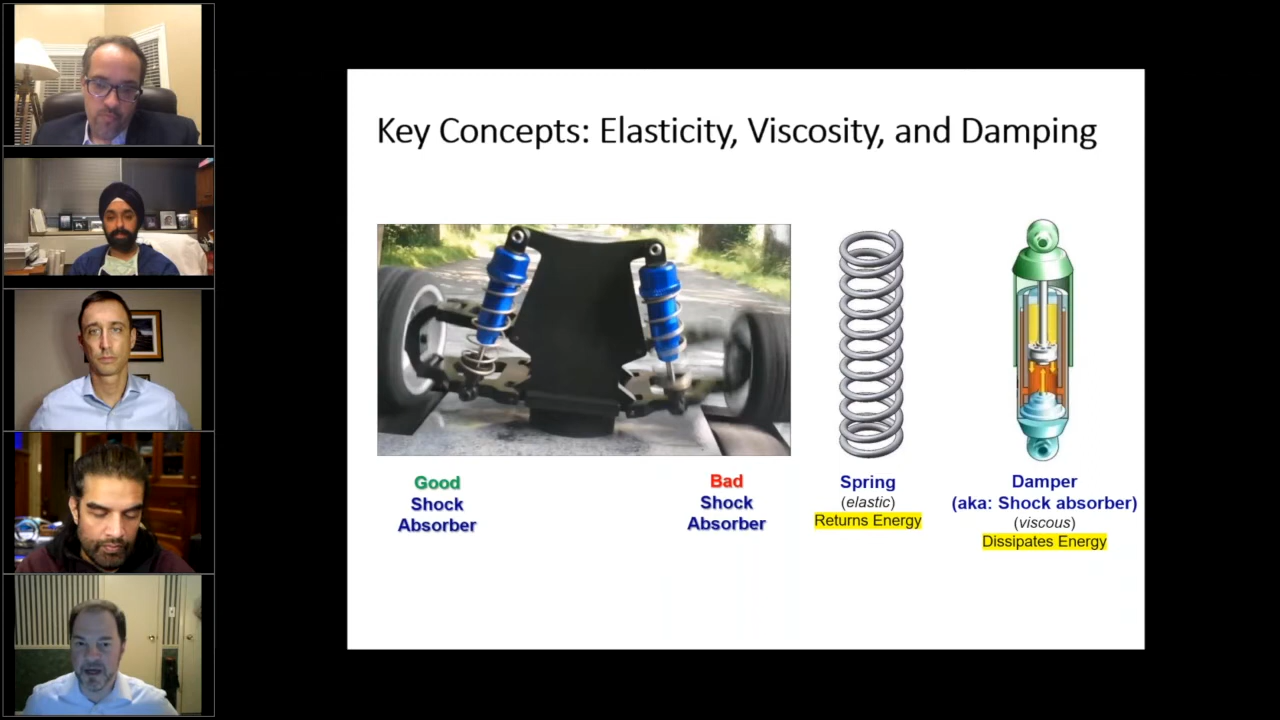 Key Concepts: Elasticity, Viscosity, and Damping
Good
Shock
Absorber
Bad
Shock
Absorber
Spring
(elastic)
Returns Energy
Damper
(aka: Shock absorber)
(viscous)
Dissipates Energy